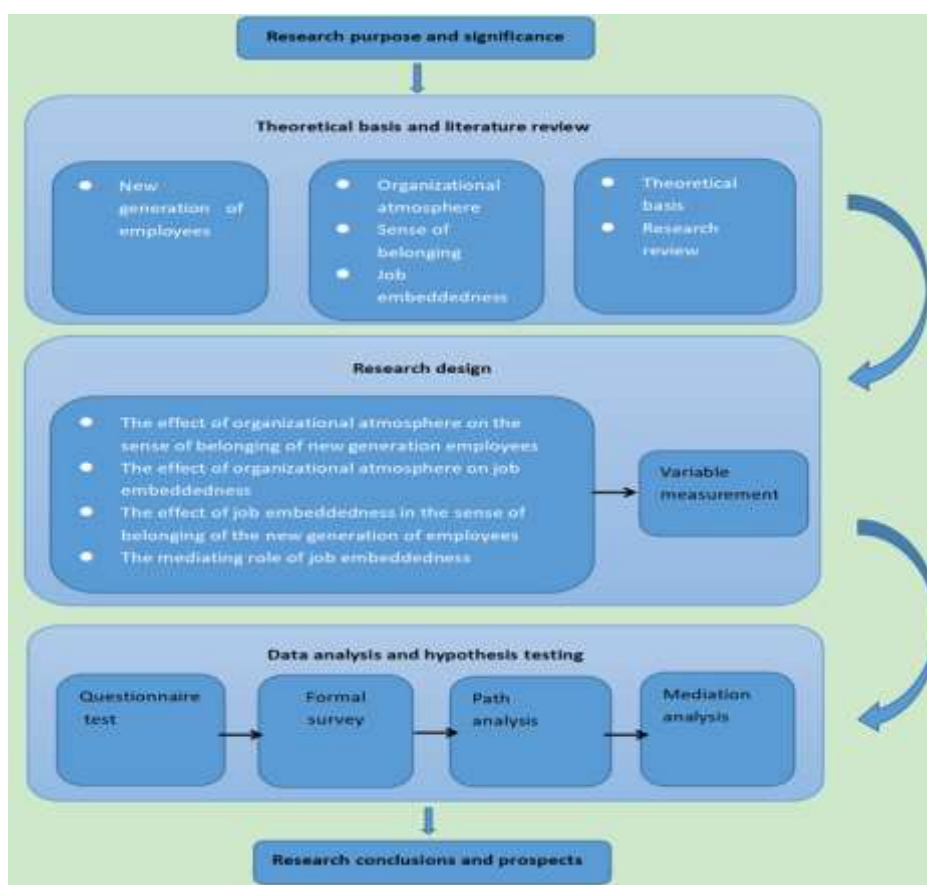 Research purpose and significance
Theoretical basis and literature review
New
generation of
employees
Organizational
atmosphere
Sense of
belonging
Job
embeddedness
Theoretical
basis
Research
review
Research design
The effect of organizational atmosphere on the
sense of belonging of new generation employees
The effect of organizational atmosphere on job
embeddedness
The effect of job embeddedness in the sense of
belonging of the new generation of employees
The mediating role of job embeddedness
Variable
measurement
Data analysis and hypothesis testing
Questionnaire
test
Formal
survey
Path
analysis
Mediation
analysis
Research conclusions and prospects